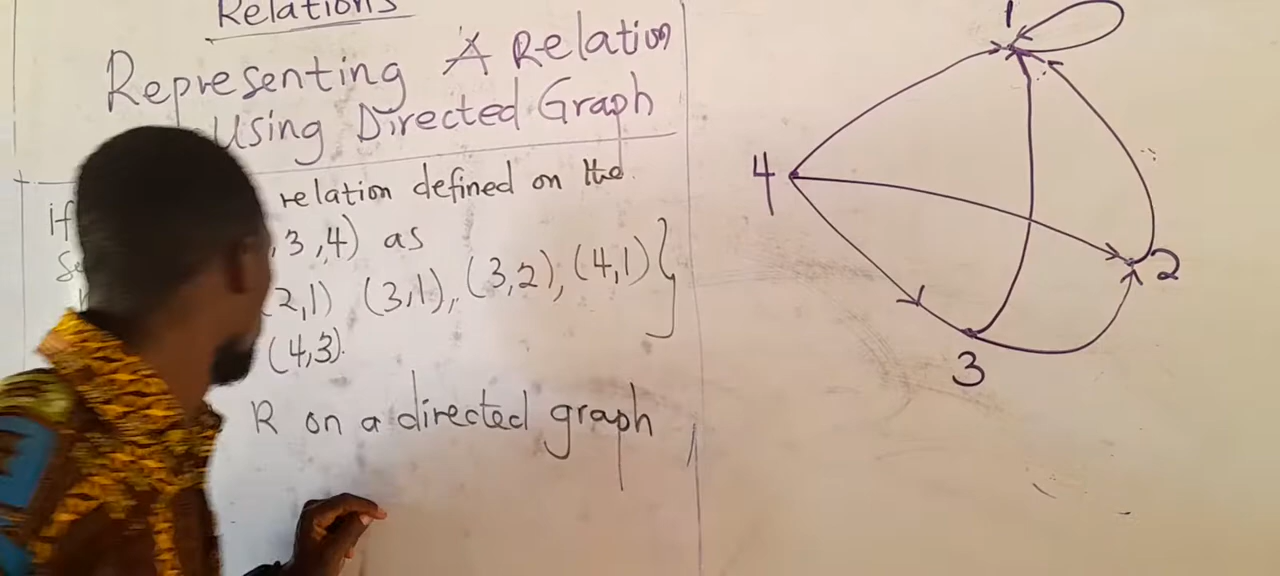 Relations
Representing A Relation
Using Directed Graph
If relation defined on the
,3,4) as
2,1) (3,1), (3,2), (4,1)}
(4,3).
R on a directed graph
1
4
2
3